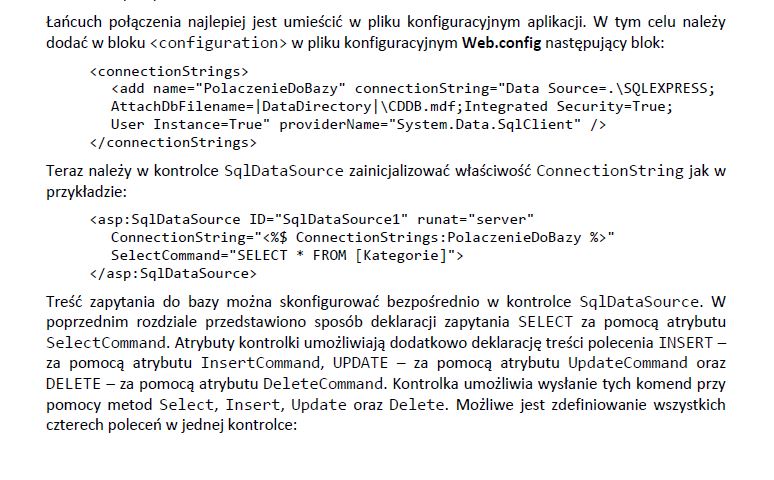 Łańcuch połączenia najlepiej jest umieścić w pliku konfiguracyjnym aplikacji. W tym celu należy
dodać w bloku <configuration> w pliku konfiguracyjnym Web.config następujący blok:
<connectionStrings>
<add name="PolaczenieDoBazy" connectionString="Data Source=.\SQLEXPRESS;
AttachDbFilename=|DataDirectory|\CDDB.mdf;Integrated Security=True;
User Instance=True" providerName="System.Data.SqlClient" />
</connectionStrings>
Teraz należy w kontrolce SqlDataSource zainicjalizować właściwość ConnectionString jak w
przykładzie:
<asp:SqlDataSource ID="SqlDataSource1" runat="server"
ConnectionString="<%$ ConnectionStrings:PolaczenieDoBazy %>"
SelectCommand="SELECT * FROM [Kategorie]">
</asp:SqlDataSource>
Treść zapytania do bazy można skonfigurować bezpośrednio w kontrolce SqlDataSource. W
poprzednim rozdziale przedstawiono sposób deklaracji zapytania SELECT za pomocą atrybutu
SelectCommand. Atrybuty kontrolki umożliwiają dodatkowo deklarację treści polecenia INSERT –
za pomocą atrybutu InsertCommand, UPDATE – za pomocą atrybutu UpdateCommand oraz
DELETE – za pomocą atrybutu DeleteCommand. Kontrolka umożliwia wysłanie tych komend przy
pomocy metod Select, Insert, Update oraz Delete. Możliwe jest zdefiniowanie wszystkich
czterech poleceń w jednej kontrolce: